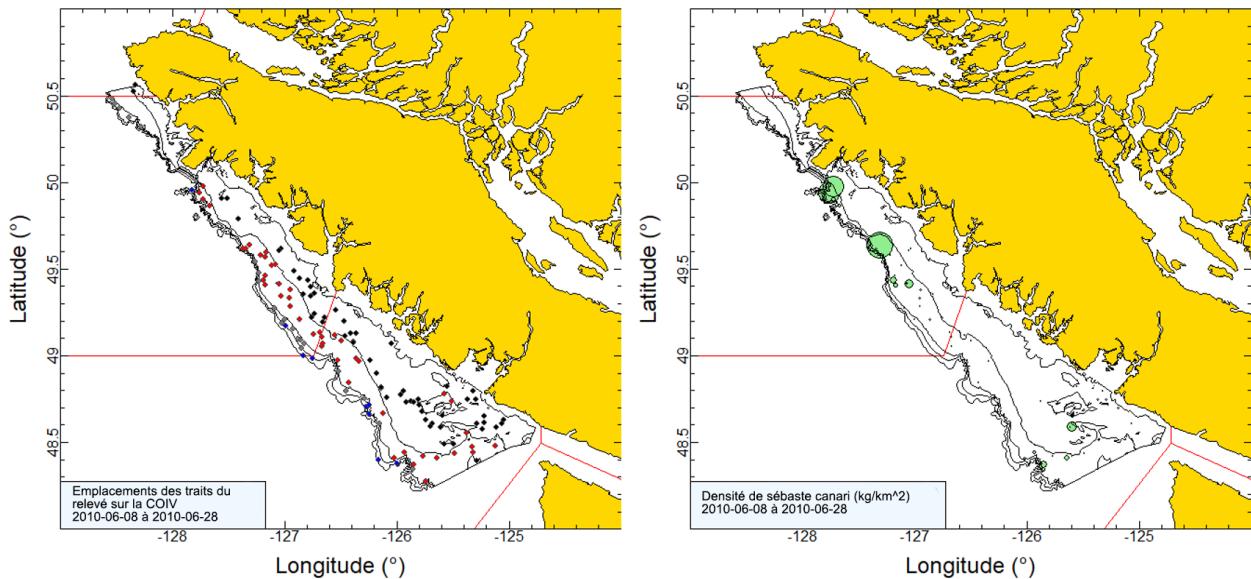 50.5
50
49.5
49
48.5
Latitude (°)
Emplacements des traits du
relevé sur la COIV
2010-06-08 à 2010-06-28
-128
-127
-126
-125
Longitude (°)
50.5
50
49.5
49
48.5
Latitude (°)
Densité de sébaste canari (kg/km^2)
2010-06-08 à 2010-06-28
-128
-127
-126
-125
Longitude (°)